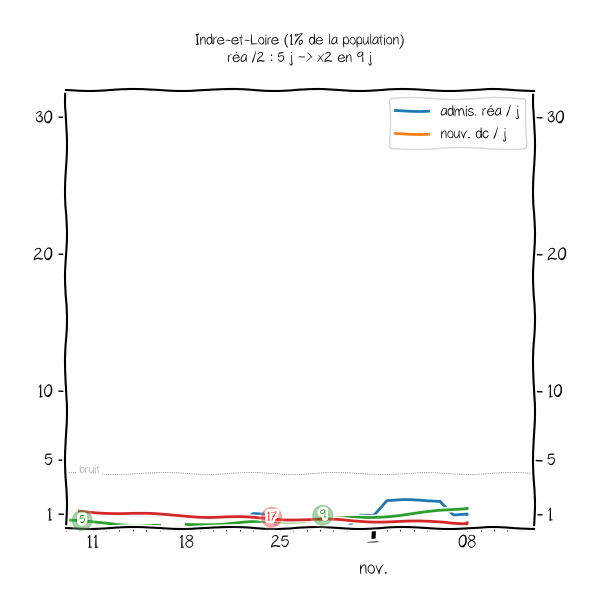 Indre-et-Loire (1% de la population)
réa /2 : 5 j -> x2 en 9 j
admis. réa / j
nouv. dc / j
30 30
20 20
10 10
5 5
bruit
1 1
5 17 9
11 18 25 1 08
nov.